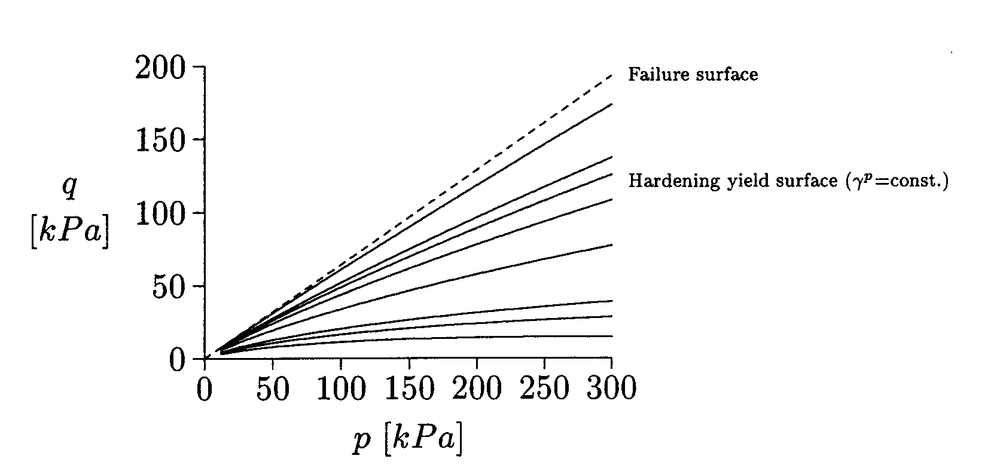 200
Failure surface
150
q
[kPa]
Hardening yield surface (γ^p=const.)
100
50
0
0 50 100 150 200 250 300
p [kPa]